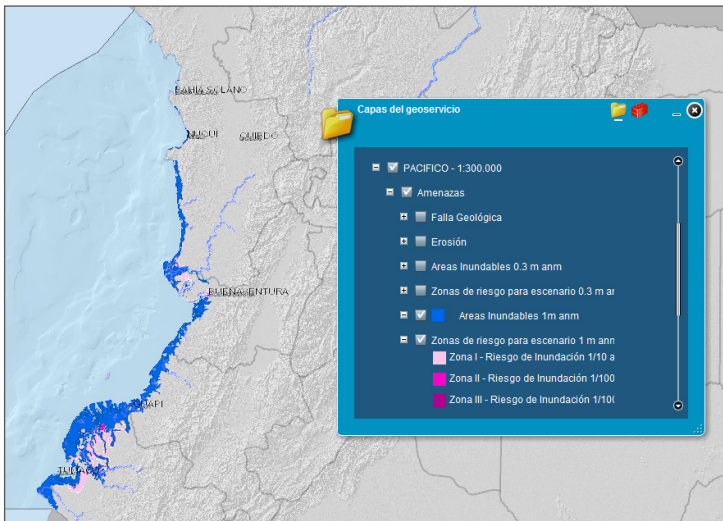 BAHIA SOLANO
NUQUI
QUIBDO
BUENAVENTURA
GUAPI
TUMACO
Capas del geoservicio
PACIFICO - 1:300.000
Amenazas
Falla Geológica
Erosión
Areas Inundables 0.3 m anm
Zonas de riesgo para escenario 0.3 m ar
Areas Inundables 1m anm
Zonas de riesgo para escenario 1 m anm
Zona I - Riesgo de Inundación 1/10 a
Zona II - Riesgo de Inundación 1/100
Zona III - Riesgo de Inundación 1/100